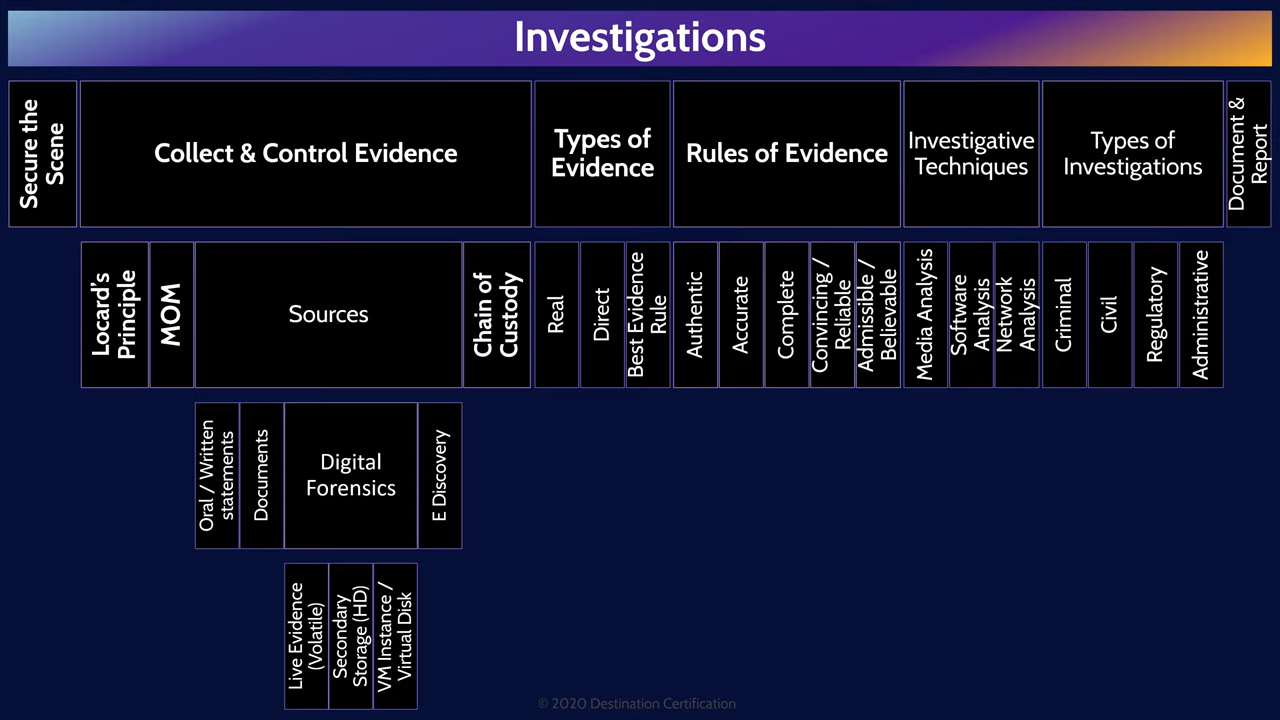 Investigations
Secure the
Scene
Collect & Control Evidence
Types of
Evidence
Rules of Evidence
Investigative
Techniques
Types of
Investigations
Document &
Report
Locard's
Principle
MOM
Sources
Chain of
Custody
Real
Direct
Best Evidence
Rule
Authentic
Accurate
Complete
Convincing /
Reliable
Admissible /
Believable
Media Analysis
Software
Analysis
Network
Analysis
Criminal
Civil
Regulatory
Administrative
Oral / Written
statements
Documents
Digital
Forensics
E Discovery
Live Evidence
(Volatile)
Secondary
Storage (HD)
VM Instance /
Virtual Disk
© 2020 Destination Certification